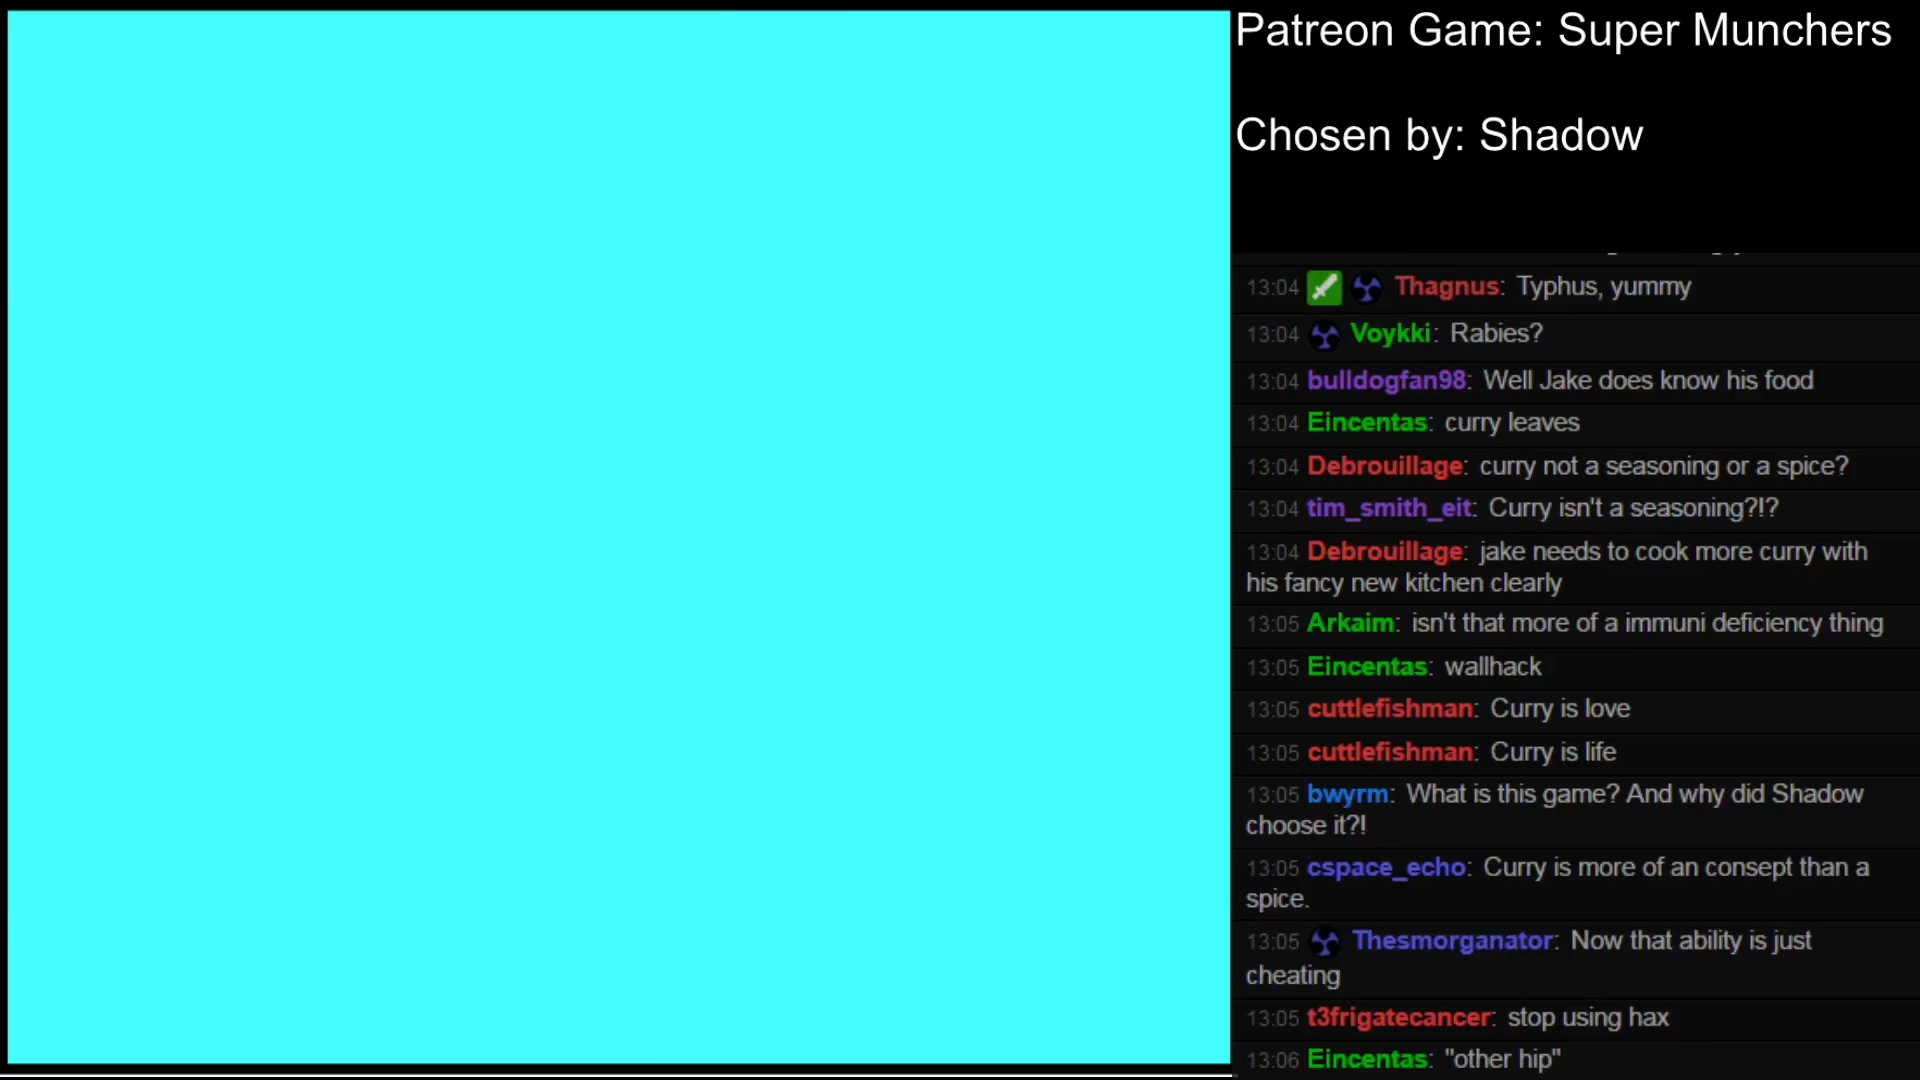 Patreon Game: Super Munchers
Chosen by: Shadow
13:04 Thagnus: Typhus, yummy
13:04 Voykki: Rabies?
13:04 bulldogfan98: Well Jake does know his food
13:04 Eincentas: curry leaves
13:04 Debrouillage: curry not a seasoning or a spice?
13:04 tim_smith_eit: Curry isn't a seasoning?!?
13:04 Debrouillage: jake needs to cook more curry with
his fancy new kitchen clearly
13:05 Arkaim: isn't that more of a immuni deficiency thing
13:05 Eincentas: wallhack
13:05 cuttlefishman: Curry is love
13:05 cuttlefishman: Curry is life
13:05 bwyrm: What is this game? And why did Shadow
choose it?!
13:05 cspace_echo: Curry is more of an consept than a
spice.
13:05 Thesmorganator: Now that ability is just
cheating
13:05 t3frigatecancer: stop using hax
13:06 Eincentas: "other hip"